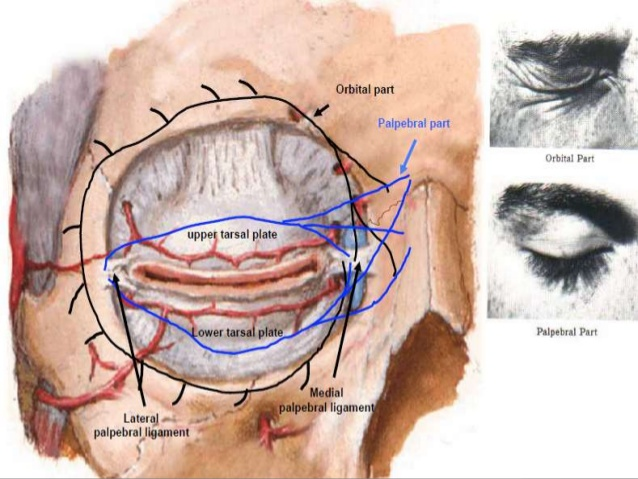 Orbital part
Palpebral part
upper tarsal plate
Lower tarsal plate
Medial
palpebral ligament
Lateral
palpebral ligament
Orbital Part
Palpebral Part